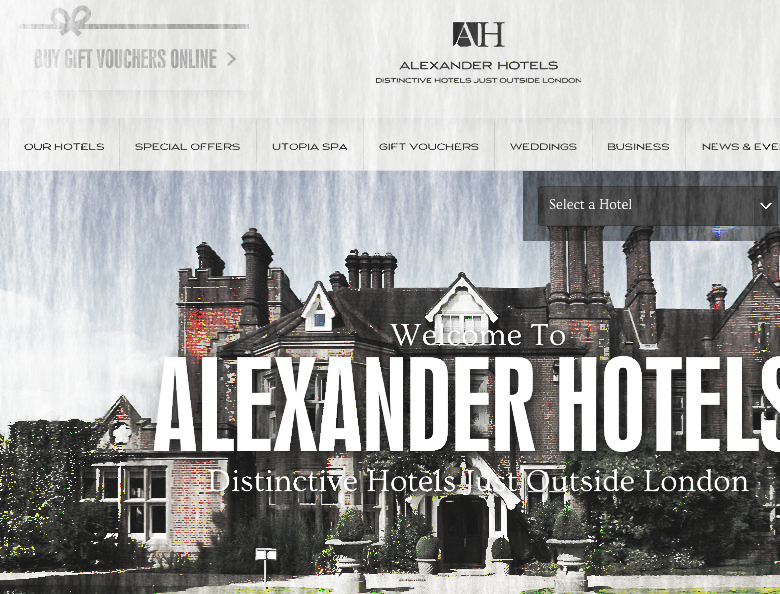 BUY GIFT VOUCHERS ONLINE
AH
ALEXANDER HOTELS
DISTINCTIVE HOTELS JUST OUTSIDE LONDON
OUR HOTELS
SPECIAL OFFERS
UTOPIA SPA
GIFT VOUCHERS
WEDDINGS
BUSINESS
NEWS & EVE
Select a Hotel
Welcome To
ALEXANDER HOTELS
Distinctive Hotels Just Outside London